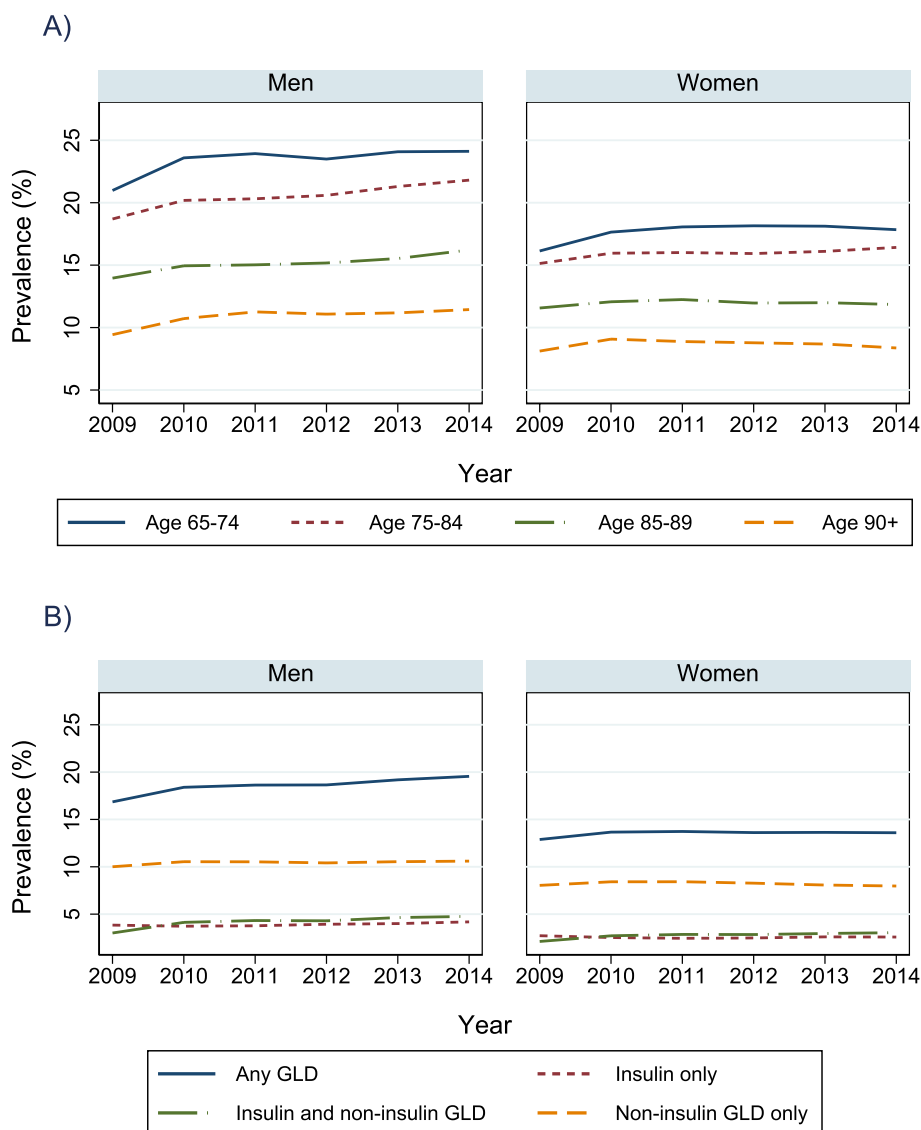 A)
Men Women
Prevalence (%)
25
20
15
10
5
2009 2010 2011 2012 2013 2014 2009 2010 2011 2012 2013 2014
Year
Age 65-74 Age 75-84 Age 85-89 Age 90+
B)
Men Women
Prevalence (%)
25
20
15
10
5
2009 2010 2011 2012 2013 2014 2009 2010 2011 2012 2013 2014
Year
Any GLD Insulin only
Insulin and non-insulin GLD Non-insulin GLD only